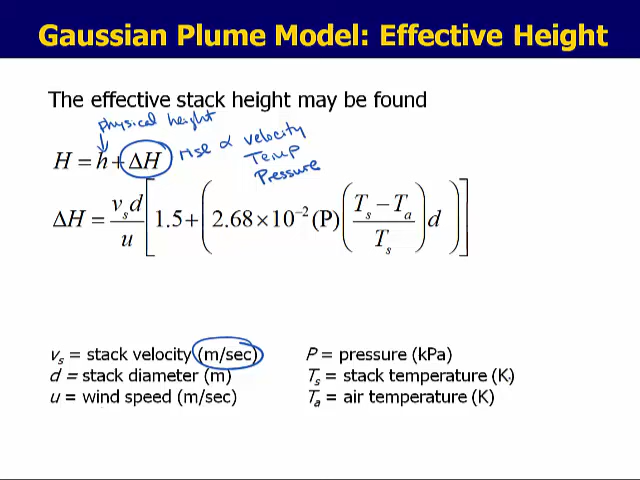 Gaussian Plume Model: Effective Height
The effective stack height may be found
physical height
H = h + ΔH rise ∝ velocity
Temp
Pressure
ΔH = v_s d / u [ 1.5 + ( 2.68 × 10⁻² (P) ( (T_s − T_a) / T_s ) d ) ]
v_s = stack velocity (m/sec)
d = stack diameter (m)
u = wind speed (m/sec)
P = pressure (kPa)
T_s = stack temperature (K)
T_a = air temperature (K)